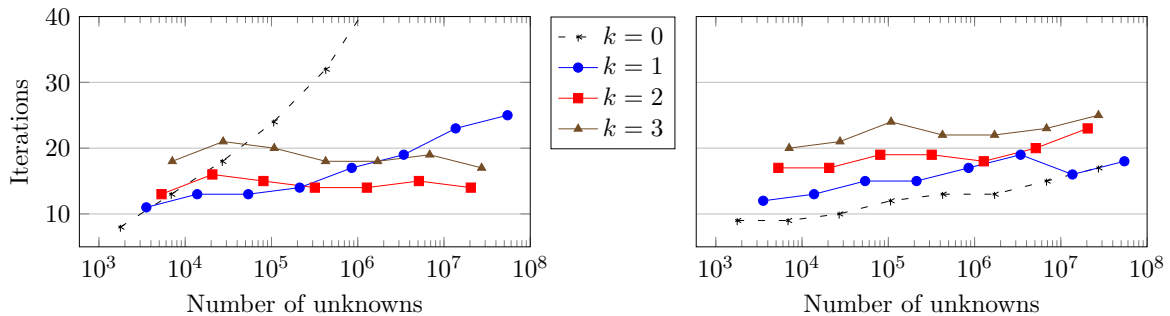 40
30
20
10
Iterations
10³ 10⁴ 10⁵ 10⁶ 10⁷ 10⁸
Number of unknowns
k = 0
k = 1
k = 2
k = 3
10³ 10⁴ 10⁵ 10⁶ 10⁷ 10⁸
Number of unknowns